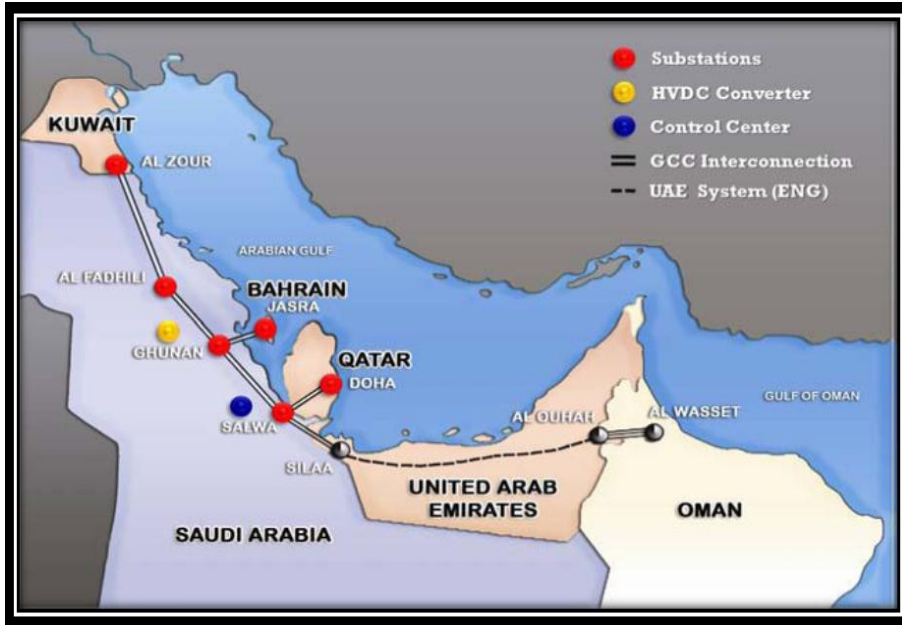 Substations
HVDC Converter
Control Center
GCC Interconnection
UAE System (ENG)
KUWAIT
AL ZOUR
ARABIAN GULF
AL FADHILI
BAHRAIN
JASRA
GHUNAN
QATAR
DOHA
SALWA
SILAA
AL OUHAH
AL WASSET
GULF OF OMAN
UNITED ARAB
EMIRATES
OMAN
SAUDI ARABIA